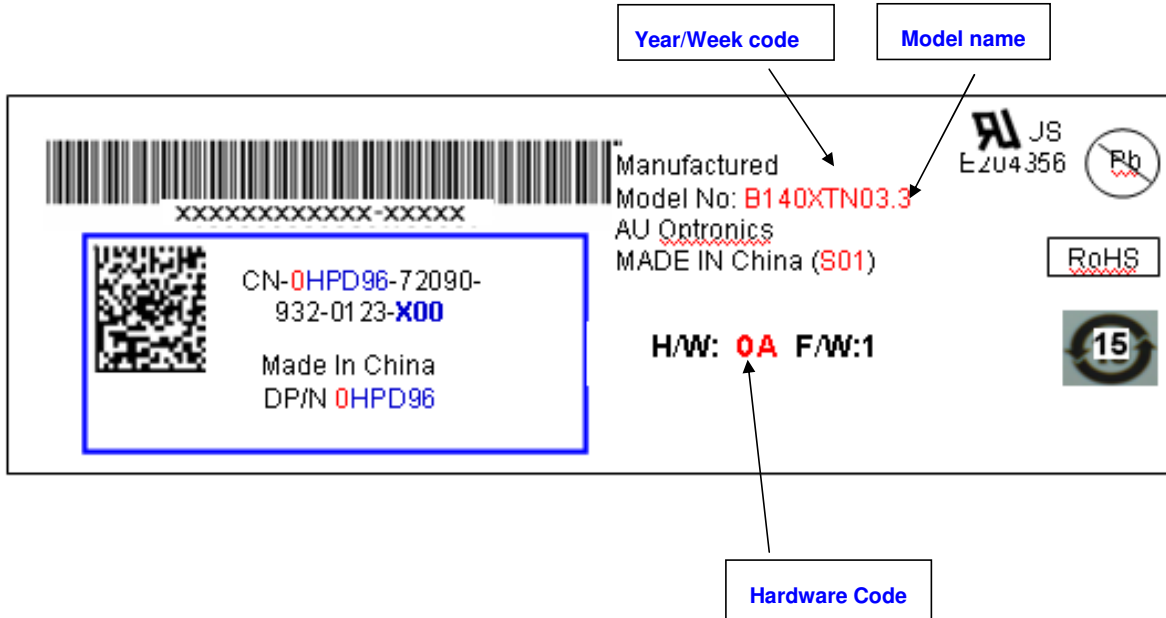 Year/Week code
Model name
Manufactured
Model No: B140XTN03.3
AU Optronics
MADE IN China (S01)
JS
E204356
Pb
RoHS
15
XXXXXXXXXXXX-XXXXX
CN-0HPD96-72090-
932-0123-X00
Made In China
DP/N 0HPD96
H/W: 0A F/W:1
Hardware Code